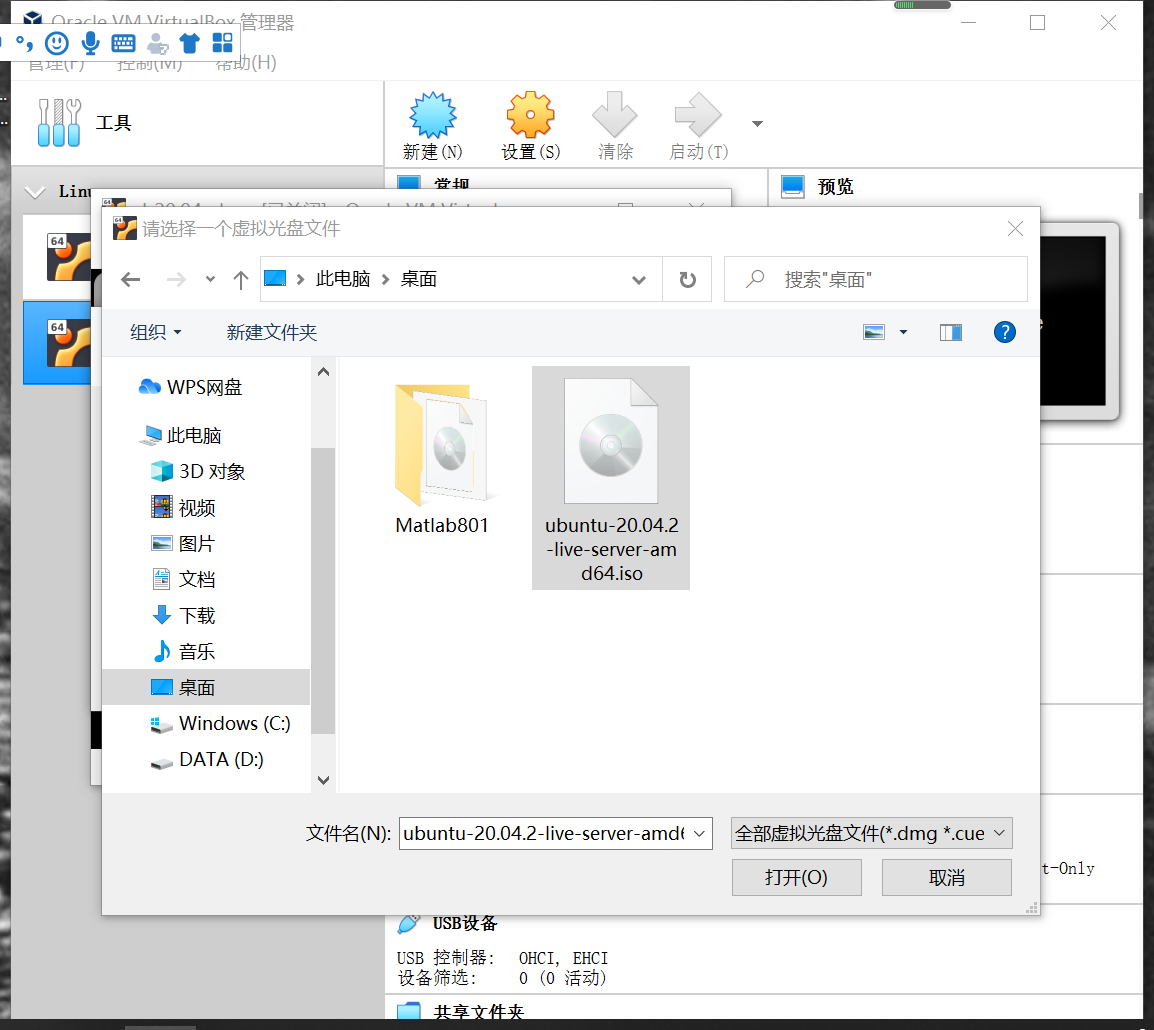 Oracle VM VirtualBox 管理器
管理(F) 控制(M) 帮助(H)
工具
新建(N) 设置(S) 清除 启动(T)
常规
预览
64
64
64
请选择一个虚拟光盘文件
此电脑 桌面
搜索"桌面"
组织 新建文件夹
WPS网盘
此电脑
3D 对象
视频
图片
文档
下载
音乐
桌面
Windows (C:)
DATA (D:)
Matlab801
ubuntu-20.04.2
-live-server-am
d64.iso
文件名(N): ubuntu-20.04.2-live-server-amd6
全部虚拟光盘文件(*.dmg *.cue
打开(O) 取消
t-Only
USB设备
USB 控制器: OHCI, EHCI
设备筛选: 0 (0 活动)
共享文件夹